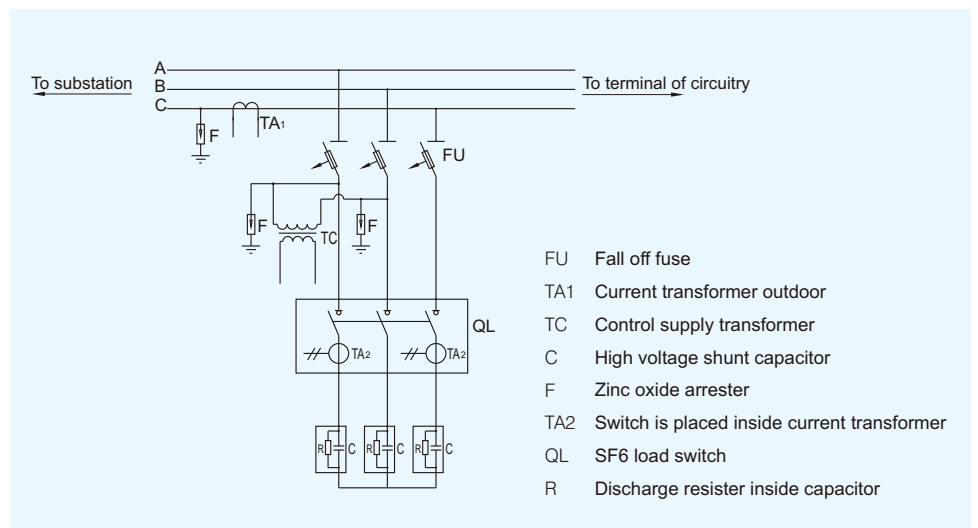 A
To substation
B
To terminal of circuitry
C
TA1
F
FU
F
TC
F
QL
TA2
TA2
R
C
R
C
R
C
FU Fall off fuse
TA1 Current transformer outdoor
TC Control supply transformer
C High voltage shunt capacitor
F Zinc oxide arrester
TA2 Switch is placed inside current transformer
QL SF6 load switch
R Discharge resister inside capacitor